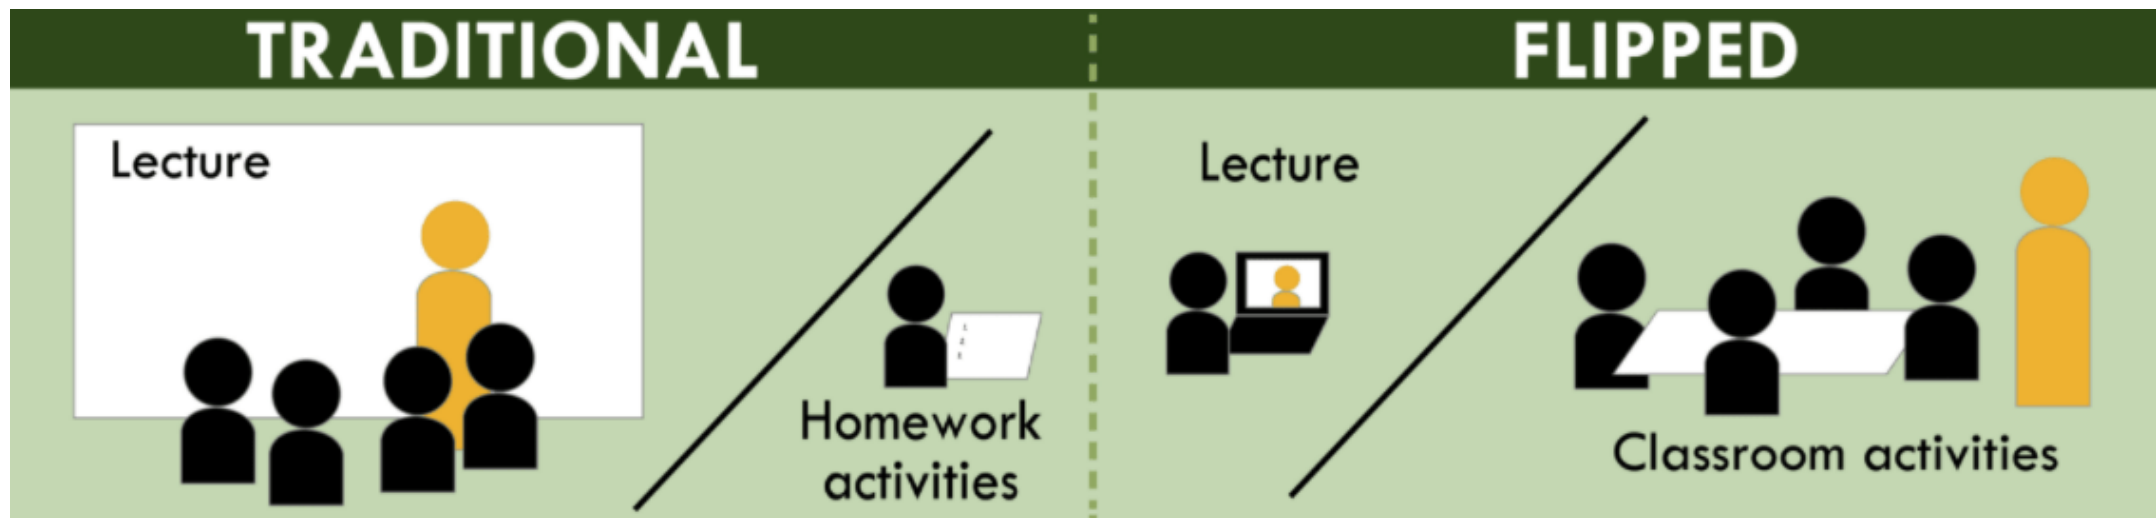 TRADITIONAL
Lecture
Homework
activities
FLIPPED
Lecture
Classroom activities